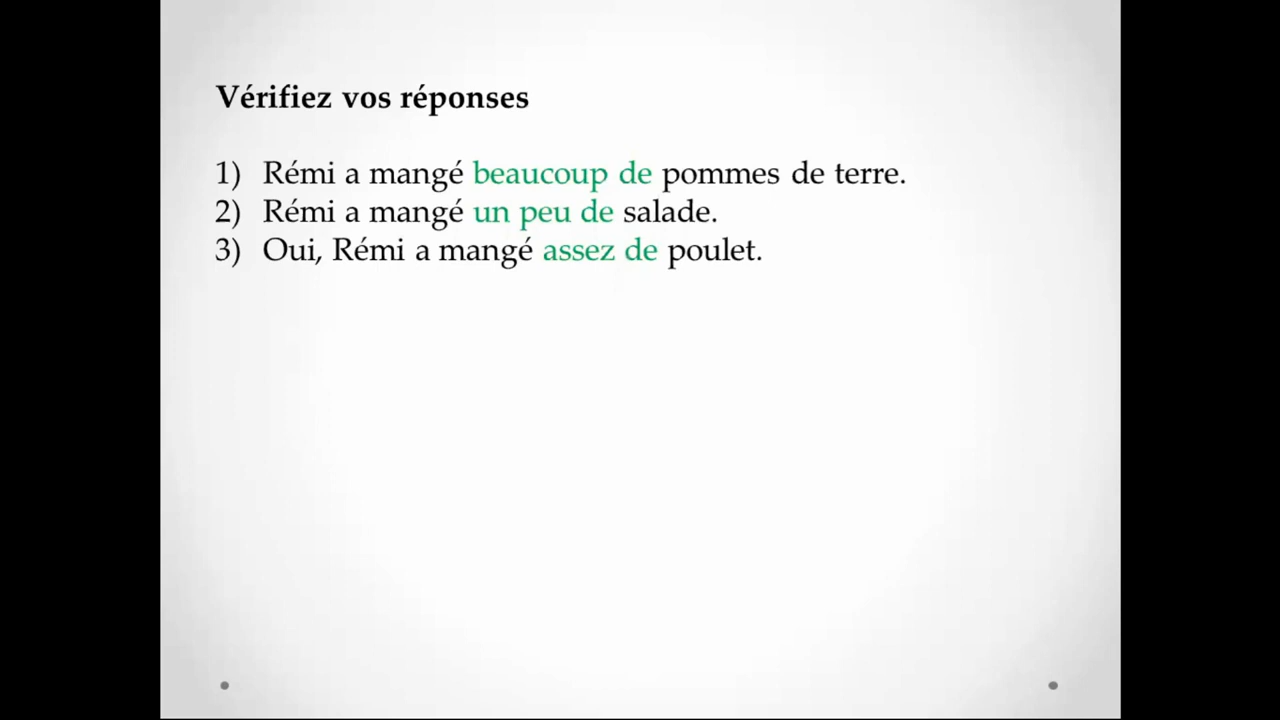 Vérifiez vos réponses
1) Rémi a mangé beaucoup de pommes de terre.
2) Rémi a mangé un peu de salade.
3) Oui, Rémi a mangé assez de poulet.